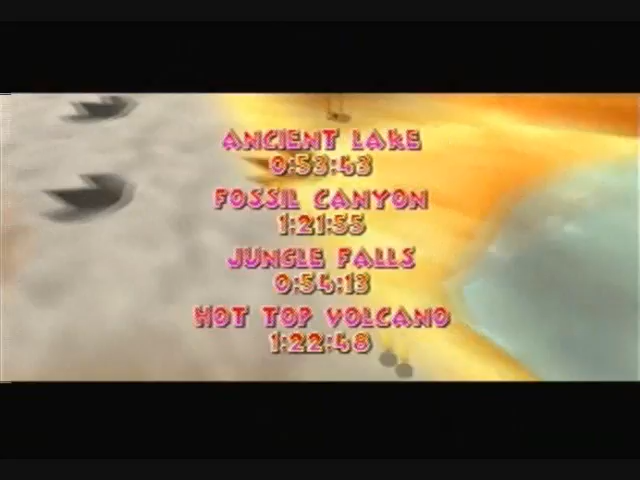 ANCIENT LAKE
0:53:43
FOSSIL CANYON
1:21:55
JUNGLE FALLS
0:54:13
HOT TOP VOLCANO
1:22:48